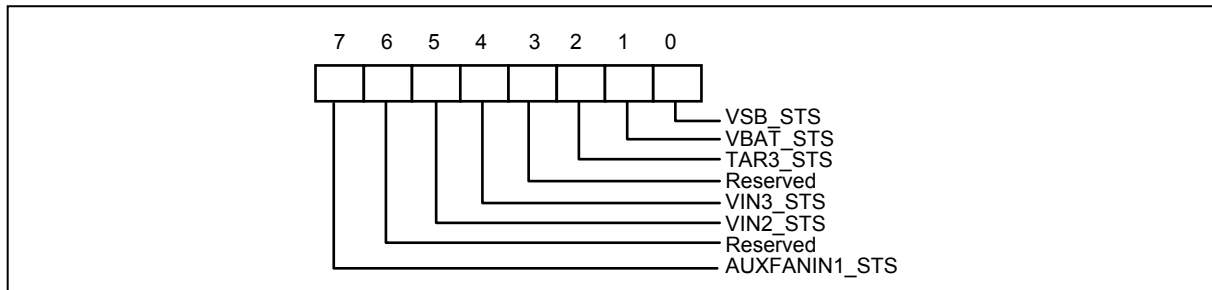 7 6 5 4 3 2 1 0
VSB_STS
VBAT_STS
TAR3_STS
Reserved
VIN3_STS
VIN2_STS
Reserved
AUXFANIN1_STS